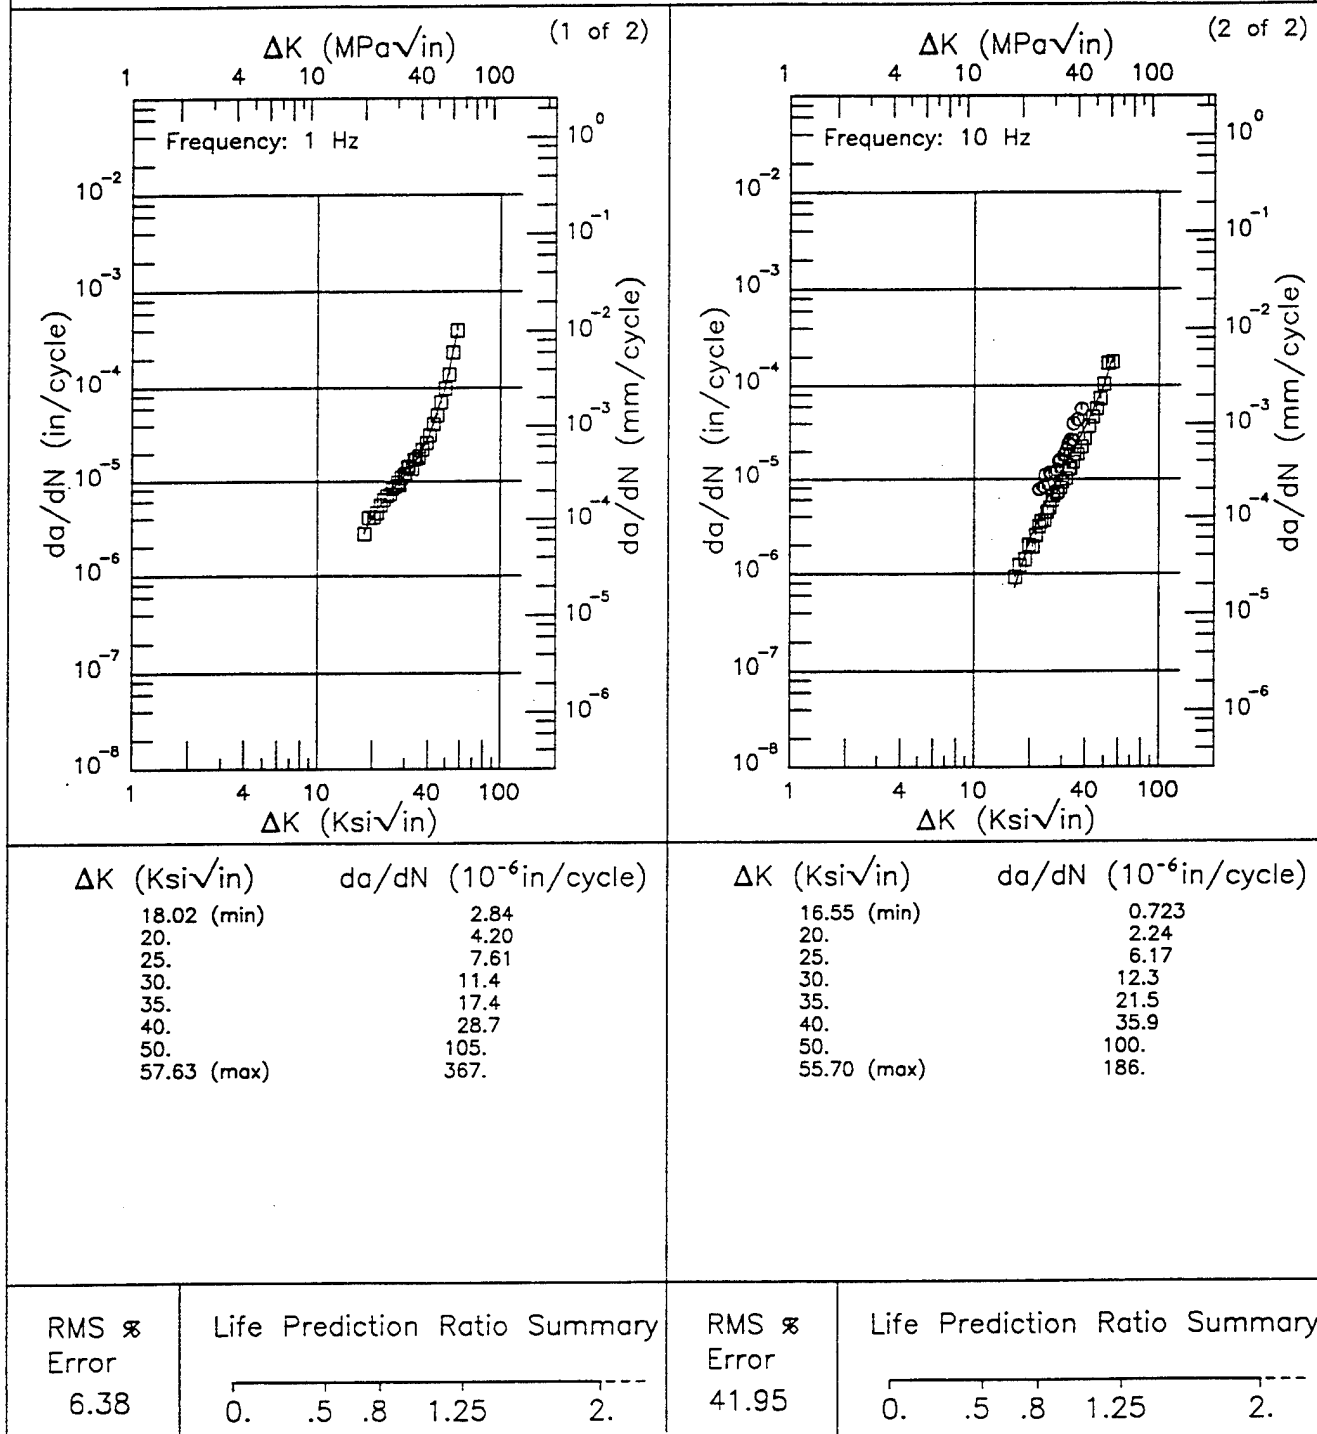 (1 of 2)
ΔK (MPa√in)
1 4 10 40 100
Frequency: 1 Hz
10⁻²
10⁻³
10⁻⁴
10⁻⁵
10⁻⁶
10⁻⁷
10⁻⁸
da/dN (in/cycle)
10⁰
10⁻¹
10⁻²
10⁻³
10⁻⁴
10⁻⁵
10⁻⁶
da/dN (mm/cycle)
1 4 10 40 100
ΔK (Ksi√in)
ΔK (Ksi√in) da/dN (10⁻⁶in/cycle)
18.02 (min) 2.84
20. 4.20
25. 7.61
30. 11.4
35. 17.4
40. 28.7
50. 105.
57.63 (max) 367.
RMS %
Error
6.38
Life Prediction Ratio Summary
0. .5 .8 1.25 2.
(2 of 2)
ΔK (MPa√in)
1 4 10 40 100
Frequency: 10 Hz
10⁻²
10⁻³
10⁻⁴
10⁻⁵
10⁻⁶
10⁻⁷
10⁻⁸
da/dN (in/cycle)
10⁰
10⁻¹
10⁻²
10⁻³
10⁻⁴
10⁻⁵
10⁻⁶
da/dN (mm/cycle)
1 4 10 40 100
ΔK (Ksi√in)
ΔK (Ksi√in) da/dN (10⁻⁶in/cycle)
16.55 (min) 0.723
20. 2.24
25. 6.17
30. 12.3
35. 21.5
40. 35.9
50. 100.
55.70 (max) 186.
RMS %
Error
41.95
Life Prediction Ratio Summary
0. .5 .8 1.25 2.